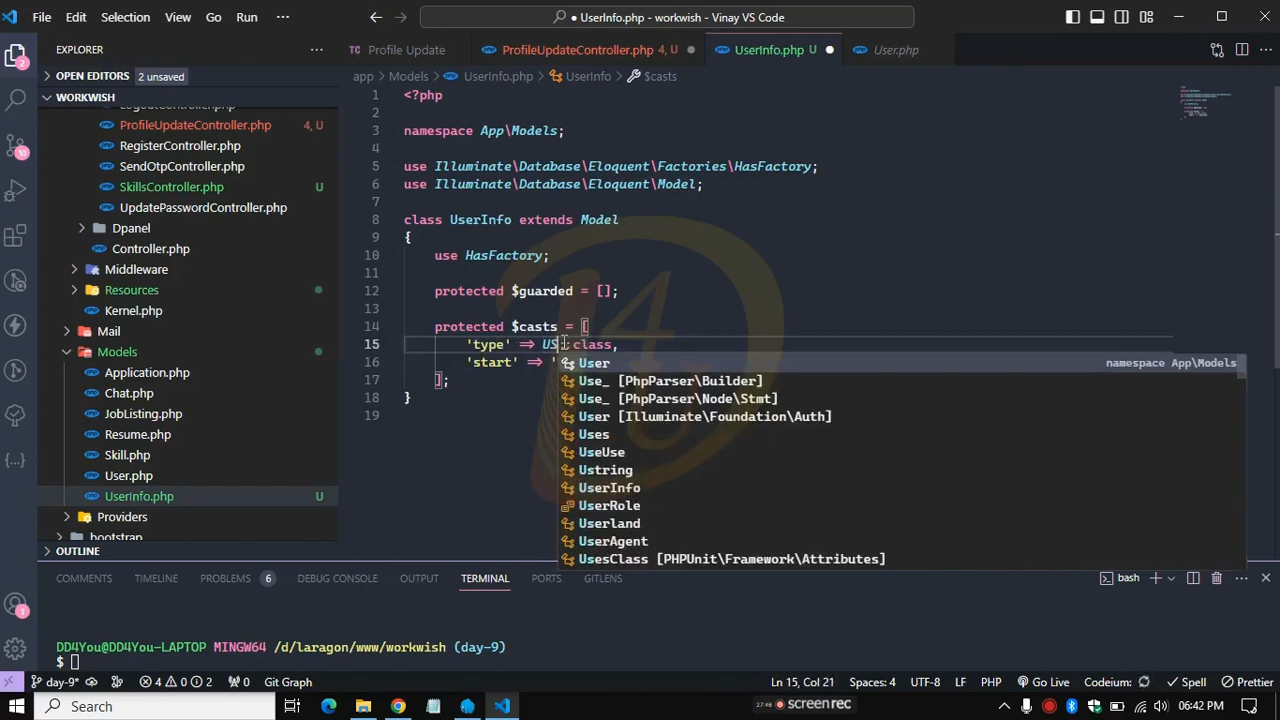 File Edit Selection View Go Run ··· UserInfo.php - workwish - Vinay VS Code
EXPLORER ··· Profile Update ProfileUpdateController.php 4, U UserInfo.php U User.php ···
OPEN EDITORS 2 unsaved
app > Models > UserInfo.php > UserInfo > $casts
WORKWISH
ProfileUpdateController.php 4, U
RegisterController.php
SendOtpController.php
SkillsController.php U
UpdatePasswordController.php
Dpanel
Controller.php
Middleware
Resources
Kernel.php
Mail
Models
Application.php
Chat.php
JobListing.php
Resume.php
Skill.php
User.php
UserInfo.php U
Providers
bootstrap
OUTLINE
1 <?php
2
3 namespace App\Models;
4
5 use Illuminate\Database\Eloquent\Factories\HasFactory;
6 use Illuminate\Database\Eloquent\Model;
7
8 class UserInfo extends Model
9 {
10 use HasFactory;
11
12 protected $guarded = [];
13
14 protected $casts = [
15 'type' => US::class,
16 'start' => '
17 ];
18 }
19
User namespace App\Models
Use_ [PhpParser\Builder]
Use_ [PhpParser\Node\Stmt]
User [Illuminate\Foundation\Auth]
Uses
UseUse
Ustring
UserInfo
UserRole
Userland
UserAgent
UsesClass [PHPUnit\Framework\Attributes]
COMMENTS TIMELINE PROBLEMS 6 DEBUG CONSOLE OUTPUT TERMINAL PORTS GITLENS bash
DD4You@DD4You-LAPTOP MINGW64 /d/laragon/www/workwish (day-9)
$
day-9* 4 0 2 0 Git Graph Ln 15, Col 21 Spaces: 4 UTF-8 LF PHP Go Live Codeium: Spell Prettier
Search 27:48 screenrec 06:42 PM